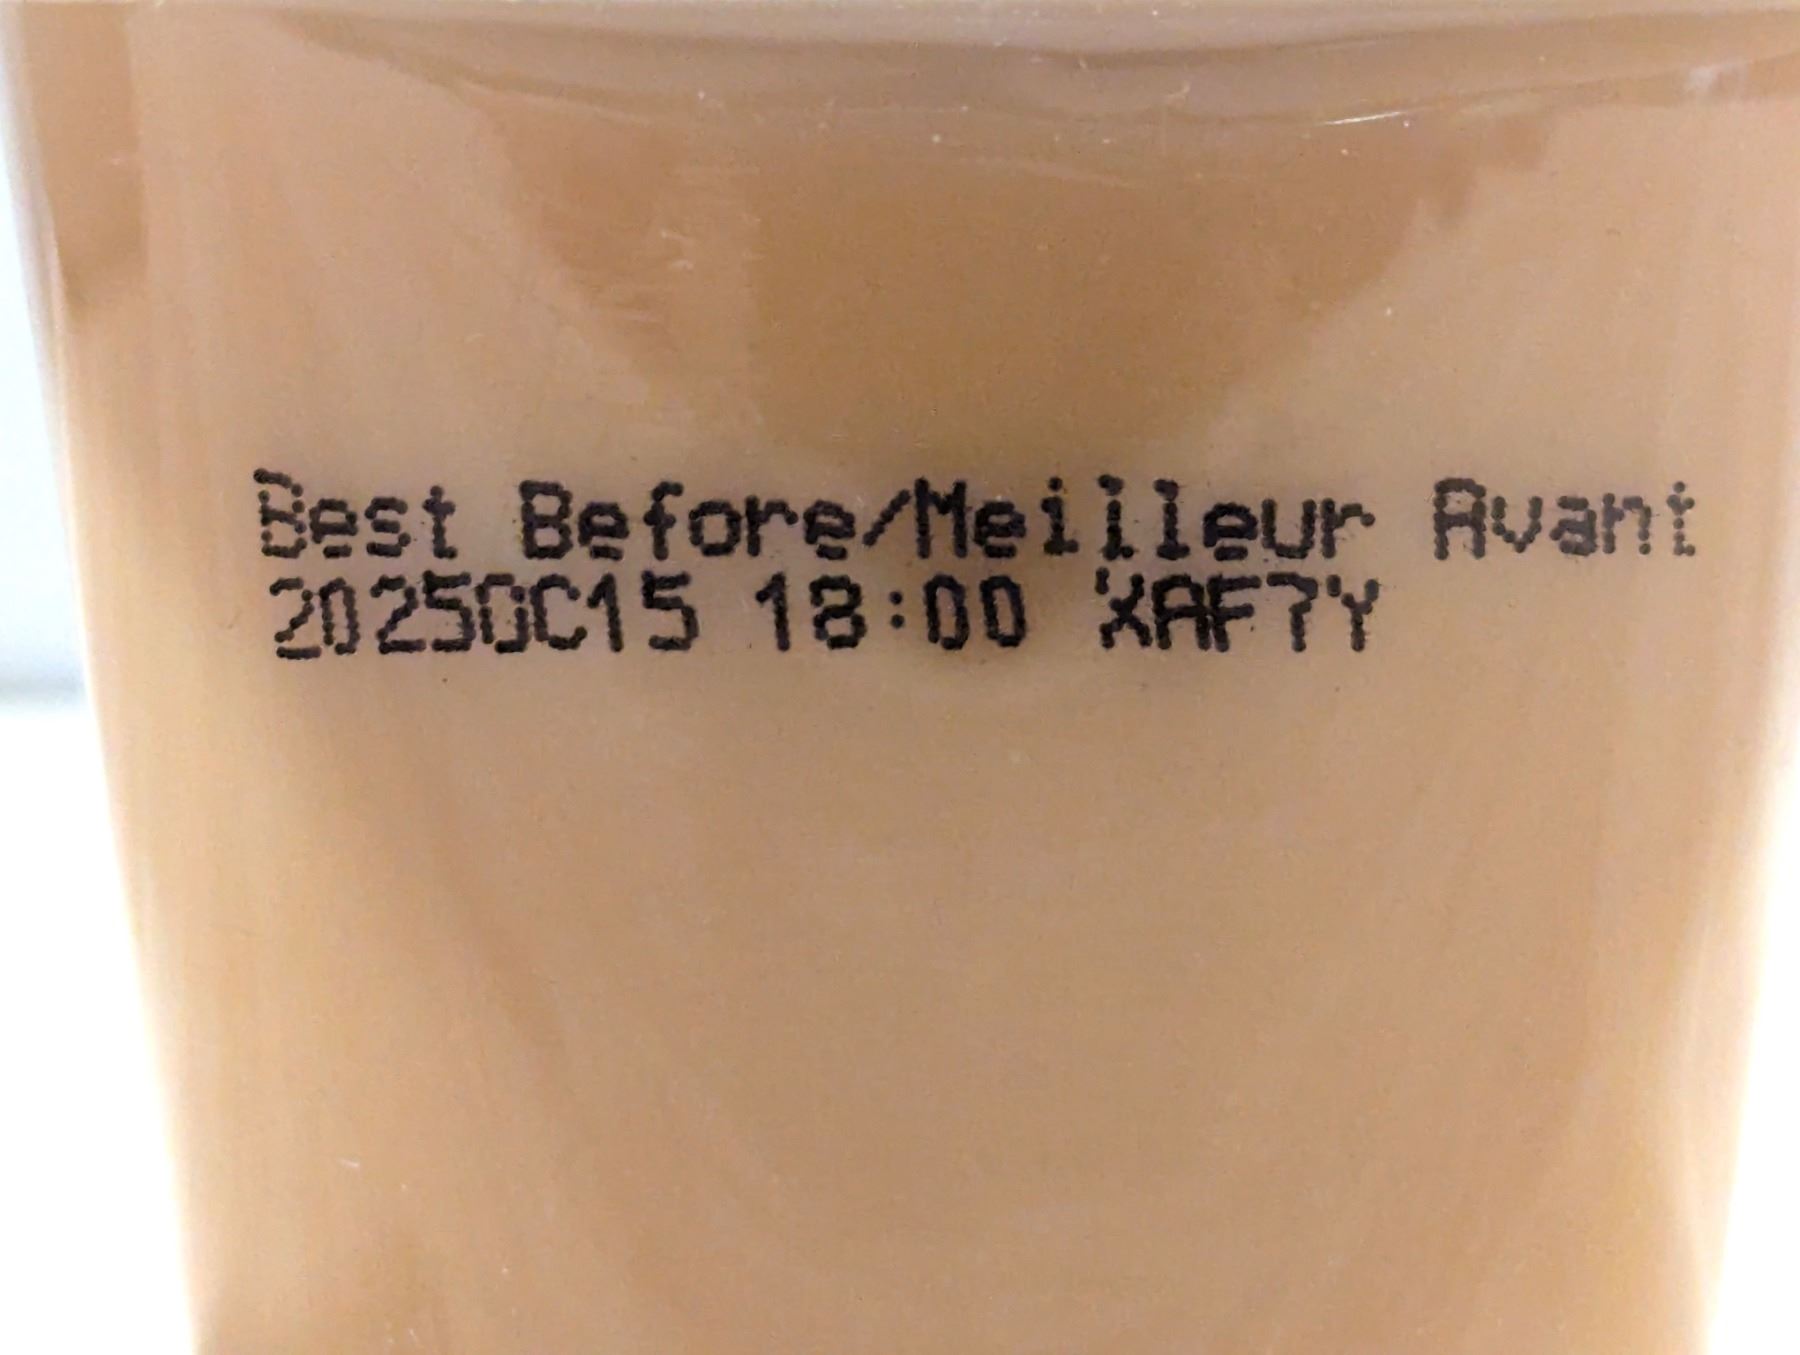 Best Before/Meilleur Avant
2025OC15 18:00 XAF7Y